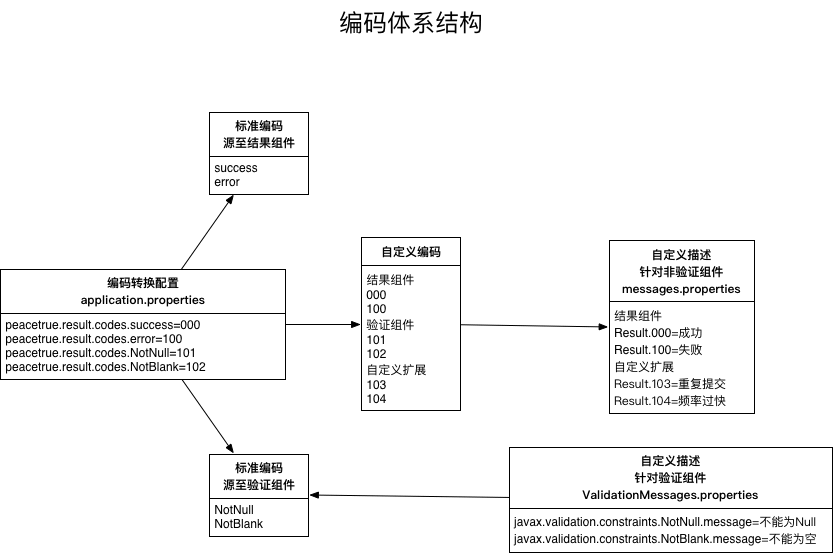 编码体系结构
标准编码
源至结果组件
success
error
编码转换配置
application.properties
peacetrue.result.codes.success=000
peacetrue.result.codes.error=100
peacetrue.result.codes.NotNull=101
peacetrue.result.codes.NotBlank=102
自定义编码
结果组件
000
100
验证组件
101
102
自定义扩展
103
104
自定义描述
针对非验证组件
messages.properties
结果组件
Result.000=成功
Result.100=失败
自定义扩展
Result.103=重复提交
Result.104=频率过快
标准编码
源至验证组件
NotNull
NotBlank
自定义描述
针对验证组件
ValidationMessages.properties
javax.validation.constraints.NotNull.message=不能为Null
javax.validation.constraints.NotBlank.message=不能为空